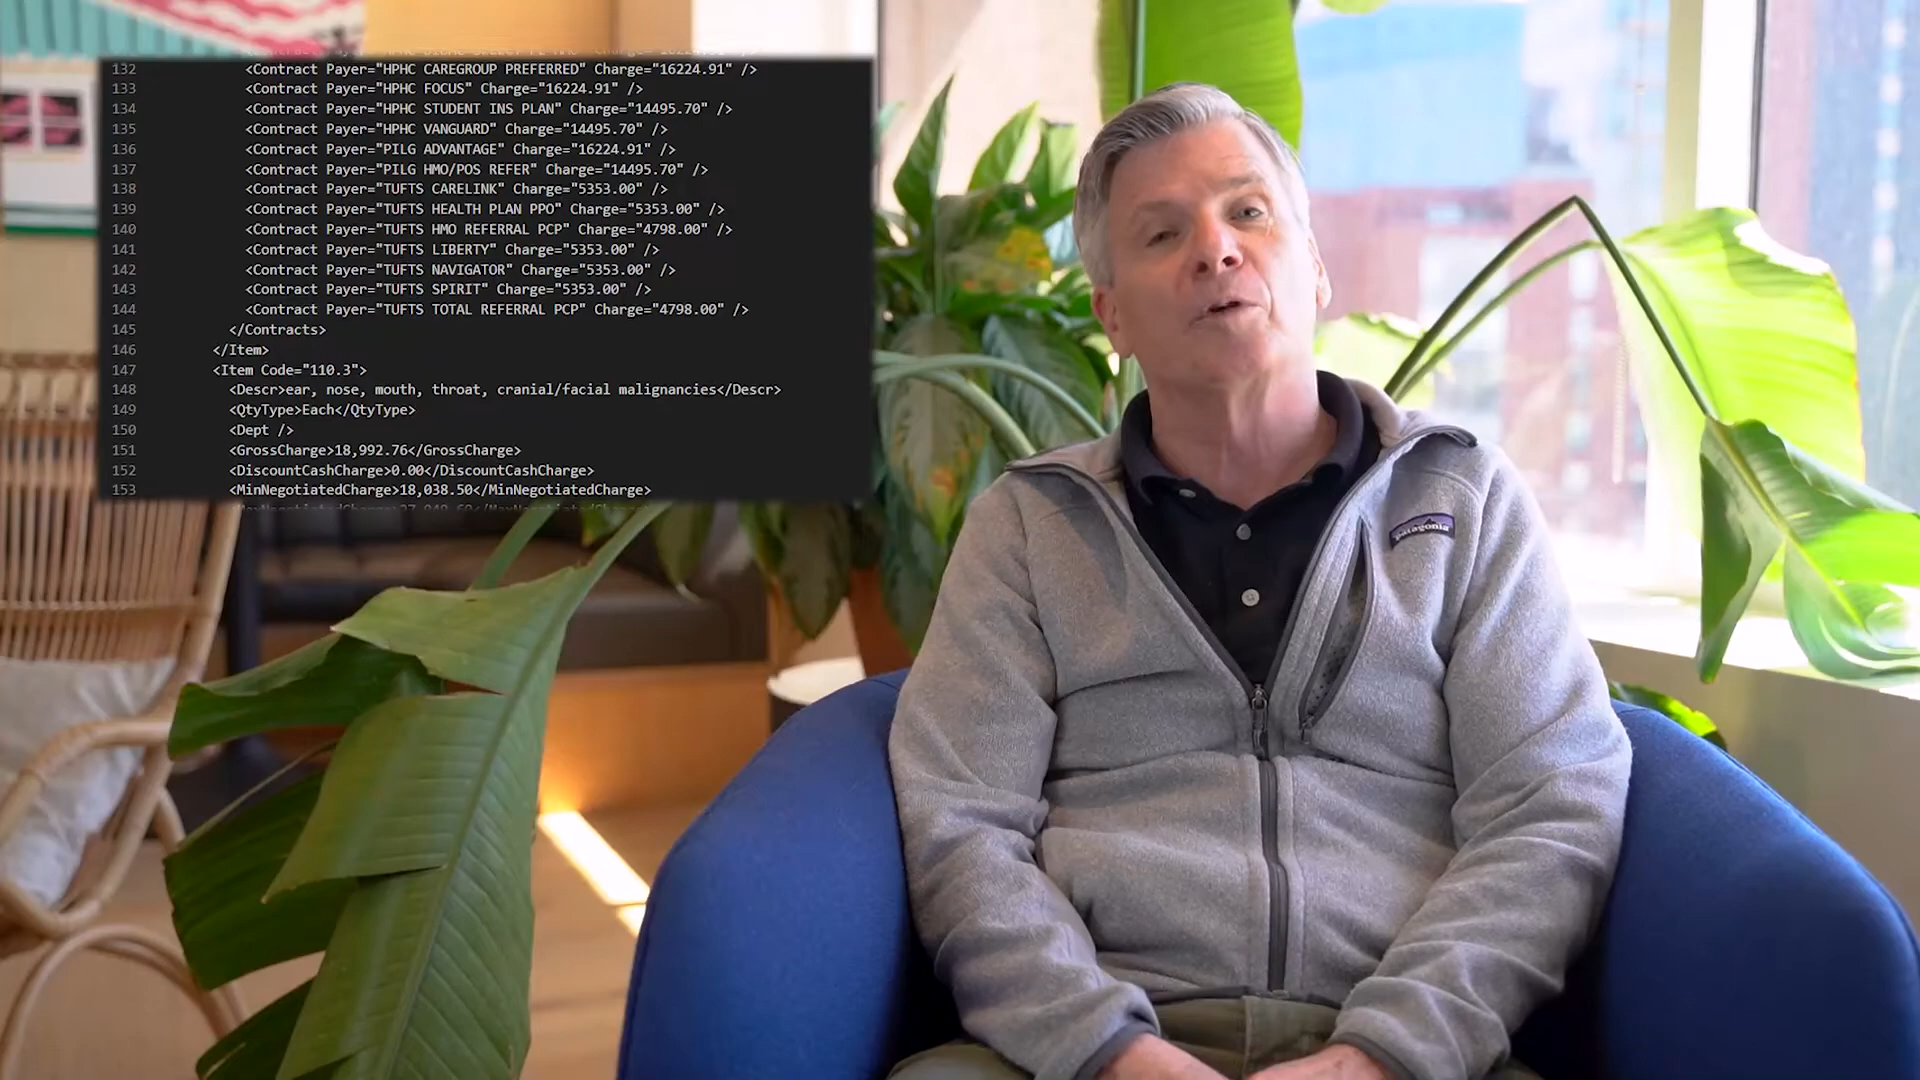 132 <Contract Payer="HPHC CAREGROUP PREFERRED" Charge="16224.91" />
133 <Contract Payer="HPHC FOCUS" Charge="16224.91" />
134 <Contract Payer="HPHC STUDENT INS PLAN" Charge="14495.70" />
135 <Contract Payer="HPHC VANGUARD" Charge="14495.70" />
136 <Contract Payer="PILG ADVANTAGE" Charge="16224.91" />
137 <Contract Payer="PILG HMO/POS REFER" Charge="14495.70" />
138 <Contract Payer="TUFTS CARELINK" Charge="5353.00" />
139 <Contract Payer="TUFTS HEALTH PLAN PPO" Charge="5353.00" />
140 <Contract Payer="TUFTS HMO REFERRAL PCP" Charge="4798.00" />
141 <Contract Payer="TUFTS LIBERTY" Charge="5353.00" />
142 <Contract Payer="TUFTS NAVIGATOR" Charge="5353.00" />
143 <Contract Payer="TUFTS SPIRIT" Charge="5353.00" />
144 <Contract Payer="TUFTS TOTAL REFERRAL PCP" Charge="4798.00" />
145 </Contracts>
146 </Item>
147 <Item Code="110.3">
148 <Descr>ear, nose, mouth, throat, cranial/facial malignancies</Descr>
149 <QtyType>Each</QtyType>
150 <Dept />
151 <GrossCharge>18,992.76</GrossCharge>
152 <DiscountCashCharge>0.00</DiscountCashCharge>
153 <MinNegotiatedCharge>18,038.50</MinNegotiatedCharge>
patagonia